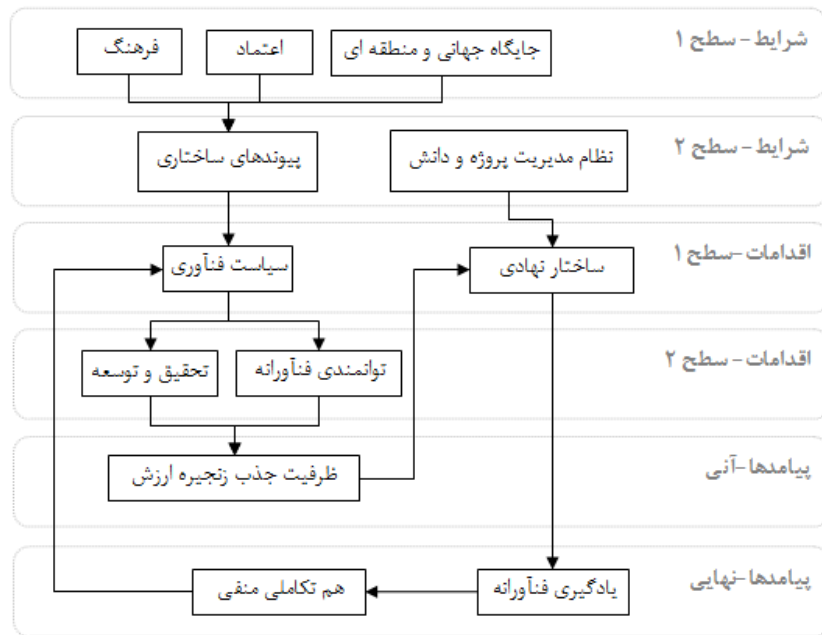 شرایط - سطح ۱
جایگاه جهانی و منطقه ای
اعتماد
فرهنگ
شرایط - سطح ۲
نظام مدیریت پروژه و دانش
پیوندهای ساختاری
اقدامات -سطح ۱
ساختار نهادی
سیاست فنآوری
اقدامات - سطح ۲
توانمندی فنآورانه
تحقیق و توسعه
پیامدها -آنی
ظرفیت جذب زنجیره ارزش
پیامدها -نهایی
یادگیری فنآورانه
هم تکاملی منفی